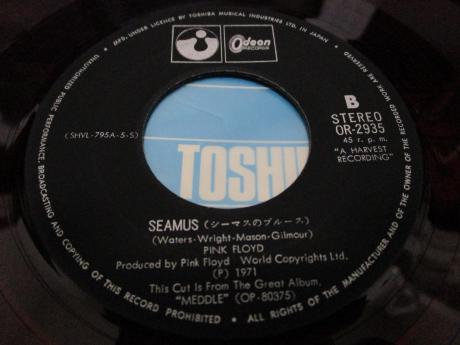 MFD. UNDER LICENCE BY TOSHIBA MUSICAL INDUSTRIES LTD. IN JAPAN
UNAUTHORIZED PUBLIC PERFORMANCE, BROADCASTING AND COPYING OF THIS RECORD PROHIBITED • ALL RIGHTS OF THE MANUFACTURER AND OF THE OWNER OF THE RECORDED WORK ARE RESERVED
Odeon
RECORDS
B
STEREO
OR-2935
45 r. p. m.
"A HARVEST
RECORDING"
(SHVL-795A-5-S)
TOSHI
SEAMUS (シーマスのブルース)
(Waters-Wright-Mason-Gilmour)
PINK FLOYD
Produced by Pink Floyd World Copyrights Ltd.
(P) 1971
This Cut Is From The Great Album,
"MEDDLE" (OP-80375)